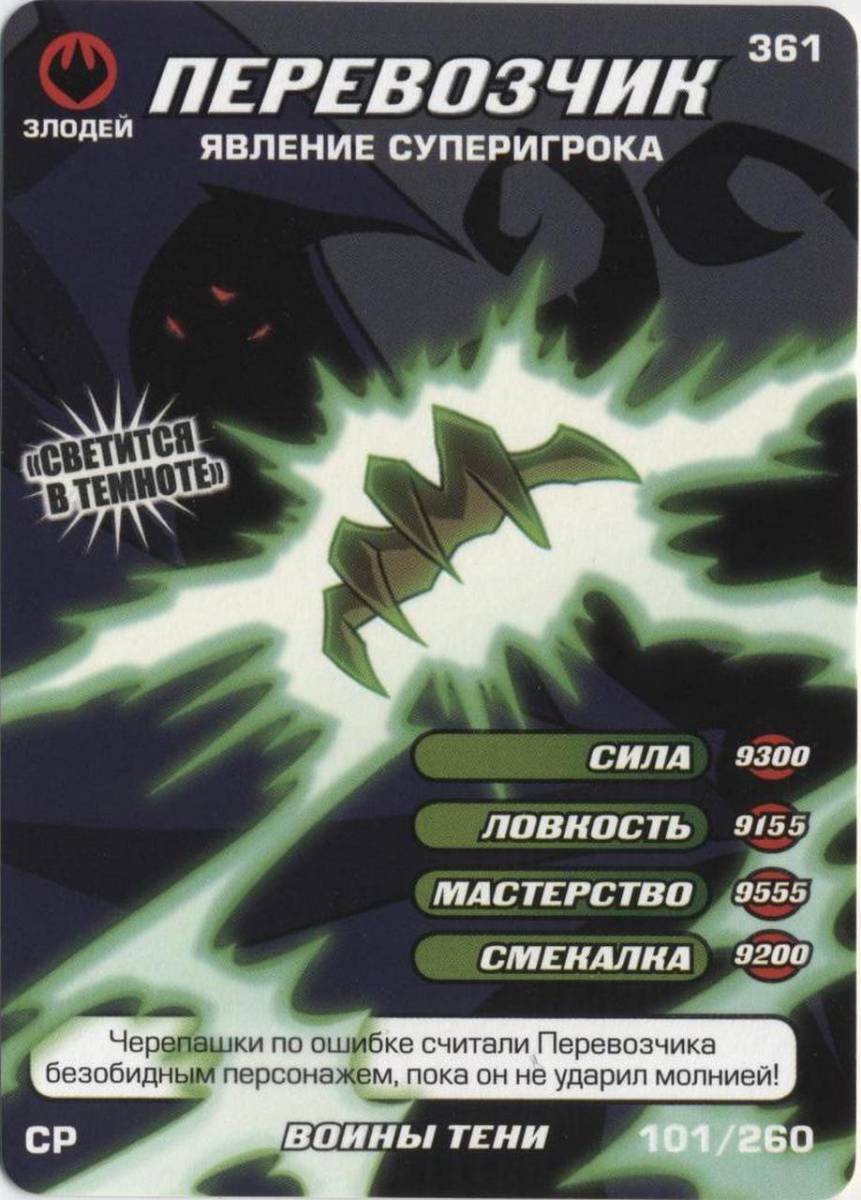 361
ПЕРЕВОЗЧИК
ЗЛОДЕЙ
ЯВЛЕНИЕ СУПЕРИГРОКА
«СВЕТИТСЯ
В ТЕМНОТЕ»
СИЛА 9300
ЛОВКОСТЬ 9155
МАСТЕРСТВО 9555
СМЕКАЛКА 9200
Черепашки по ошибке считали Перевозчика
безобидным персонажем, пока он не ударил молнией!
СР ВОИНЫ ТЕНИ 101/260